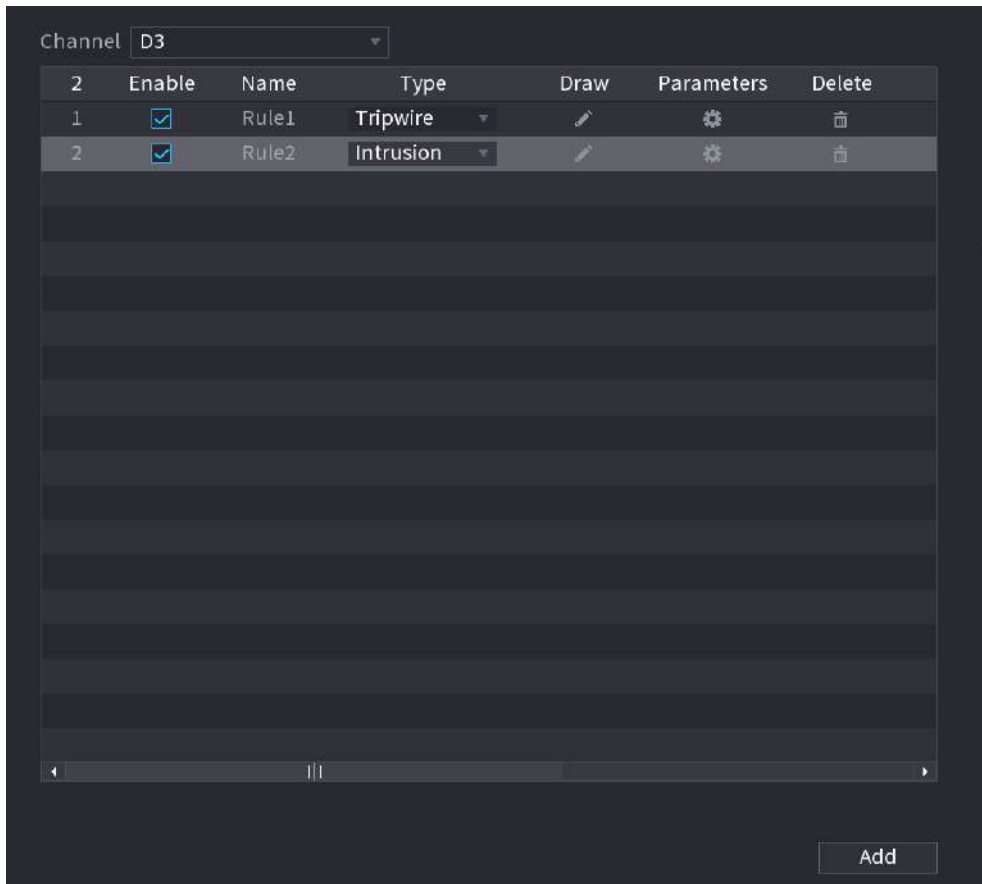 Channel D3
2 Enable Name Type Draw Parameters Delete
1 Rule1 Tripwire
2 Rule2 Intrusion
Add